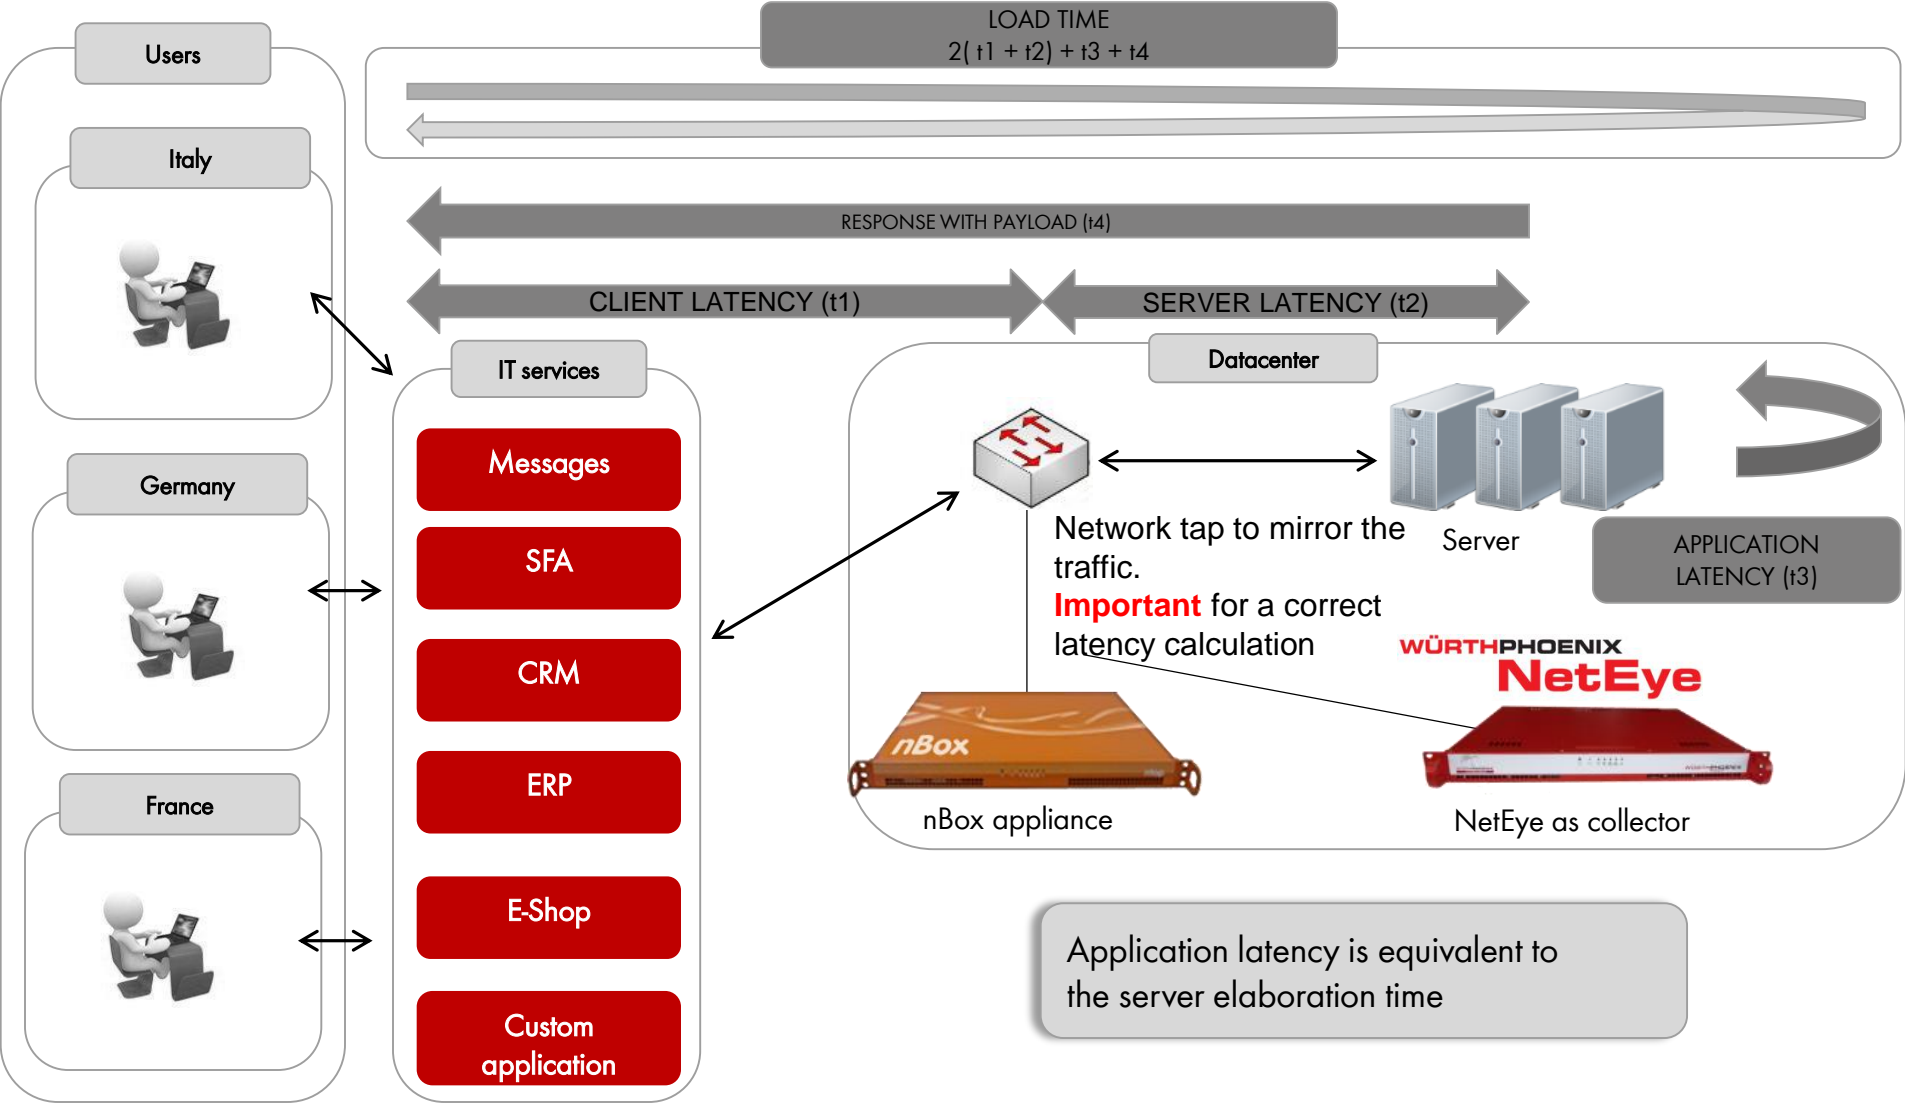 LOAD TIME
2( t1 + t2) + t3 + t4
Users
Italy
RESPONSE WITH PAYLOAD (t4)
CLIENT LATENCY (t1)
SERVER LATENCY (t2)
IT services
Datacenter
Messages
Germany
SFA
CRM
ERP
France
E-Shop
Custom
application
Network tap to mirror the
traffic.
Important for a correct
latency calculation
Server
APPLICATION
LATENCY (t3)
WÜRTHPHOENIX
NetEye
nBox
nBox appliance
NetEye as collector
Application latency is equivalent to
the server elaboration time